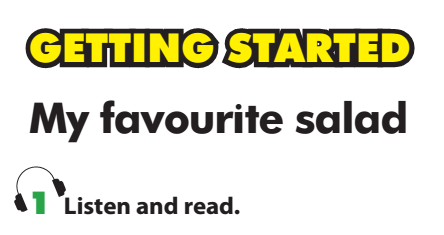 GETTING STARTED
My favourite salad
1 Listen and read.